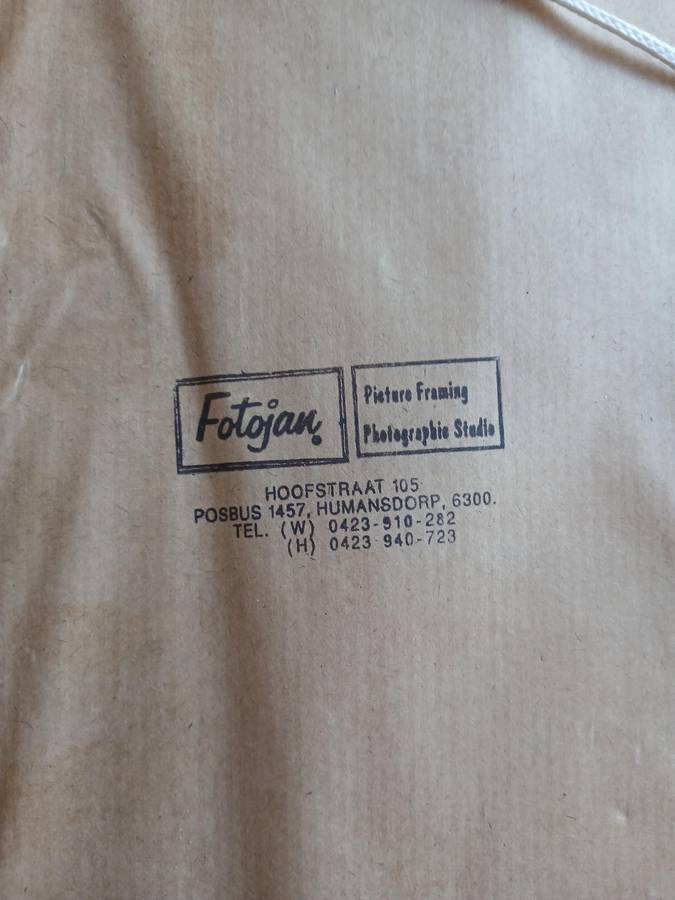 Fotojan.
Picture Framing
Photographic Studio
HOOFSTRAAT 105
POSBUS 1457, HUMANSDORP, 6300.
TEL. (W) 0423-910-282
(H) 0423 940-723